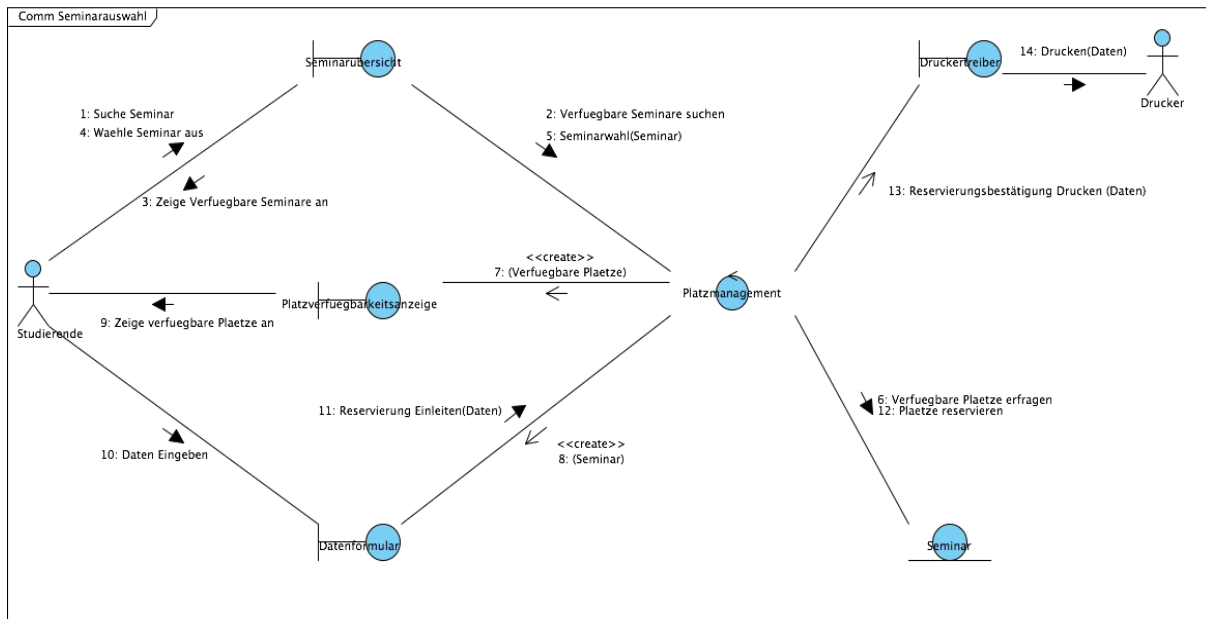 Comm Seminarauswahl
Seminarübersicht
Druckertreiber
14: Drucken(Daten)
Drucker
1: Suche Seminar
4: Waehle Seminar aus
2: Verfuegbare Seminare suchen
5: Seminarwahl(Seminar)
3: Zeige Verfuegbare Seminare an
13: Reservierungsbestätigung Drucken (Daten)
<<create>>
7: (Verfuegbare Plaetze)
Platzverfuegbarkeitsanzeige
Platzmanagement
Studierende
9: Zeige verfuegbare Plaetze an
11: Reservierung Einleiten(Daten)
6: Verfuegbare Plaetze erfragen
12: Plaetze reservieren
10: Daten Eingeben
<<create>>
8: (Seminar)
Datenformular
Seminar